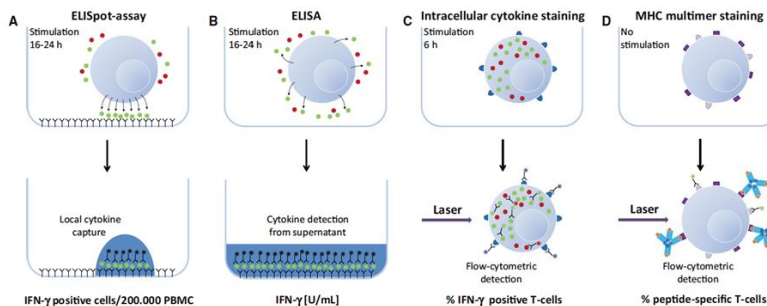 A
ELISpot-assay
Stimulation
16-24 h
Local cytokine
capture
IFN-γ positive cells/200.000 PBMC
B
ELISA
Stimulation
16-24 h
Cytokine detection
from supernatant
IFN-γ [U/mL]
C
Intracellular cytokine staining
Stimulation
6 h
Laser
Flow-cytometric
detection
% IFN-γ positive T-cells
D
MHC multimer staining
No
stimulation
Laser
Flow-cytometric
detection
% peptide-specific T-cells